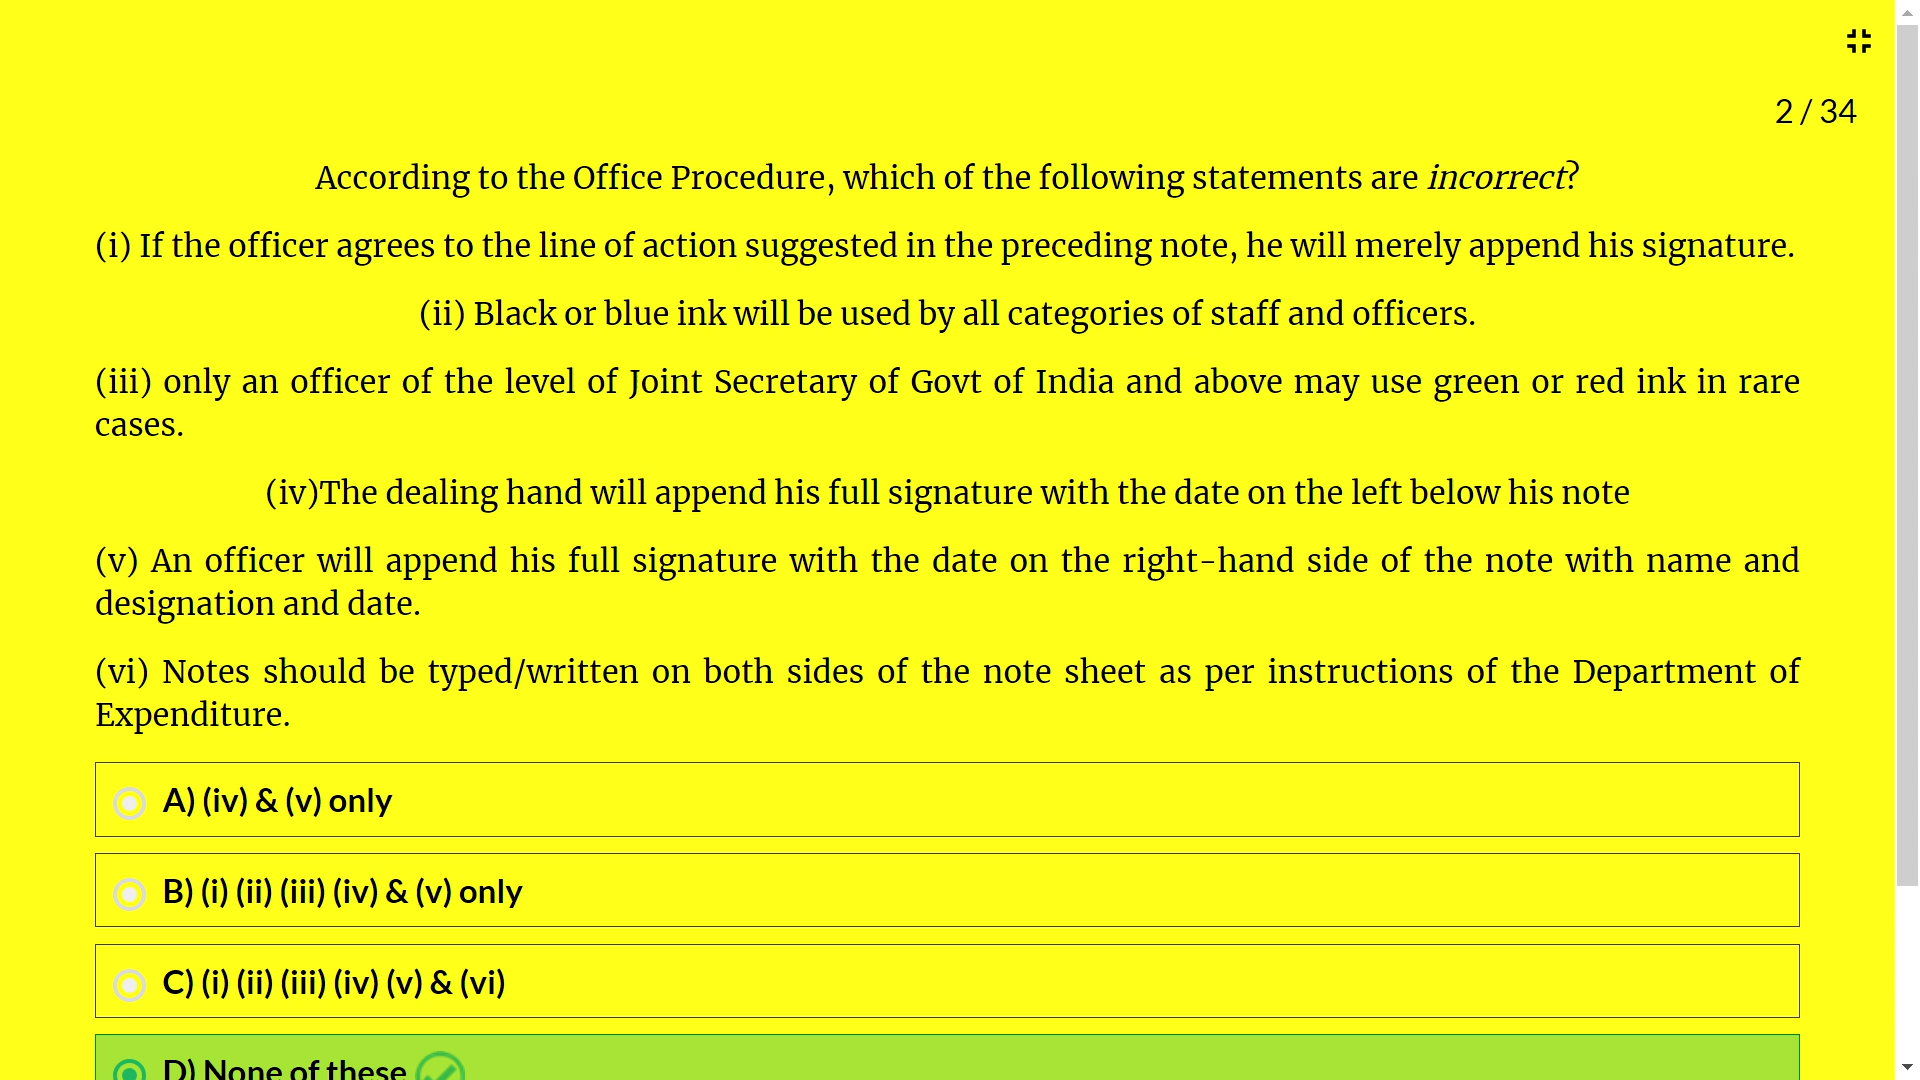 2 / 34
According to the Office Procedure, which of the following statements are incorrect?
(i) If the officer agrees to the line of action suggested in the preceding note, he will merely append his signature.
(ii) Black or blue ink will be used by all categories of staff and officers.
(iii) only an officer of the level of Joint Secretary of Govt of India and above may use green or red ink in rare
cases.
(iv)The dealing hand will append his full signature with the date on the left below his note
(v) An officer will append his full signature with the date on the right-hand side of the note with name and
designation and date.
(vi) Notes should be typed/written on both sides of the note sheet as per instructions of the Department of
Expenditure.
A) (iv) & (v) only
B) (i) (ii) (iii) (iv) & (v) only
C) (i) (ii) (iii) (iv) (v) & (vi)
D) None of these